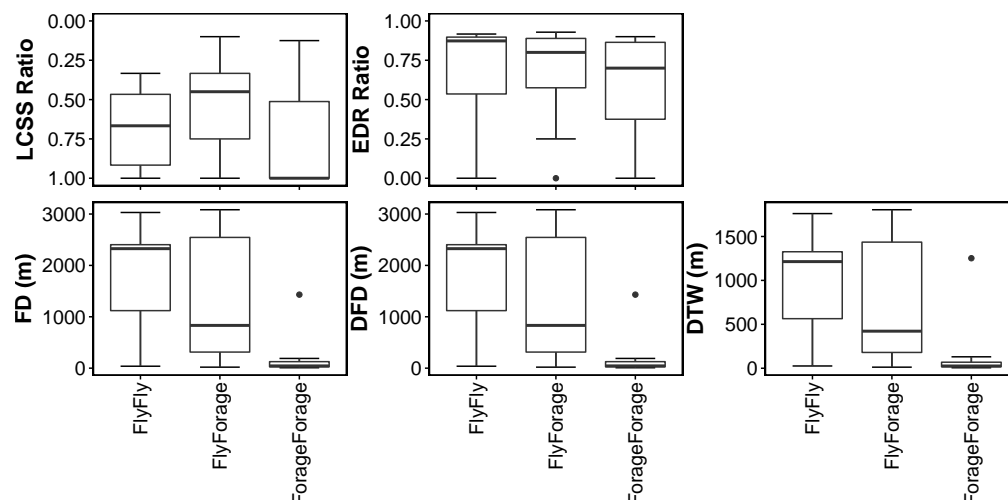 LCSS Ratio
0.00
0.25
0.50
0.75
1.00
EDR Ratio
1.00
0.75
0.50
0.25
0.00
FD (m)
3000
2000
1000
0
DFD (m)
3000
2000
1000
0
DTW (m)
1500
1000
500
0
FlyFly
FlyForage
ForageForage
FlyFly
FlyForage
ForageForage
FlyFly
FlyForage
ForageForage